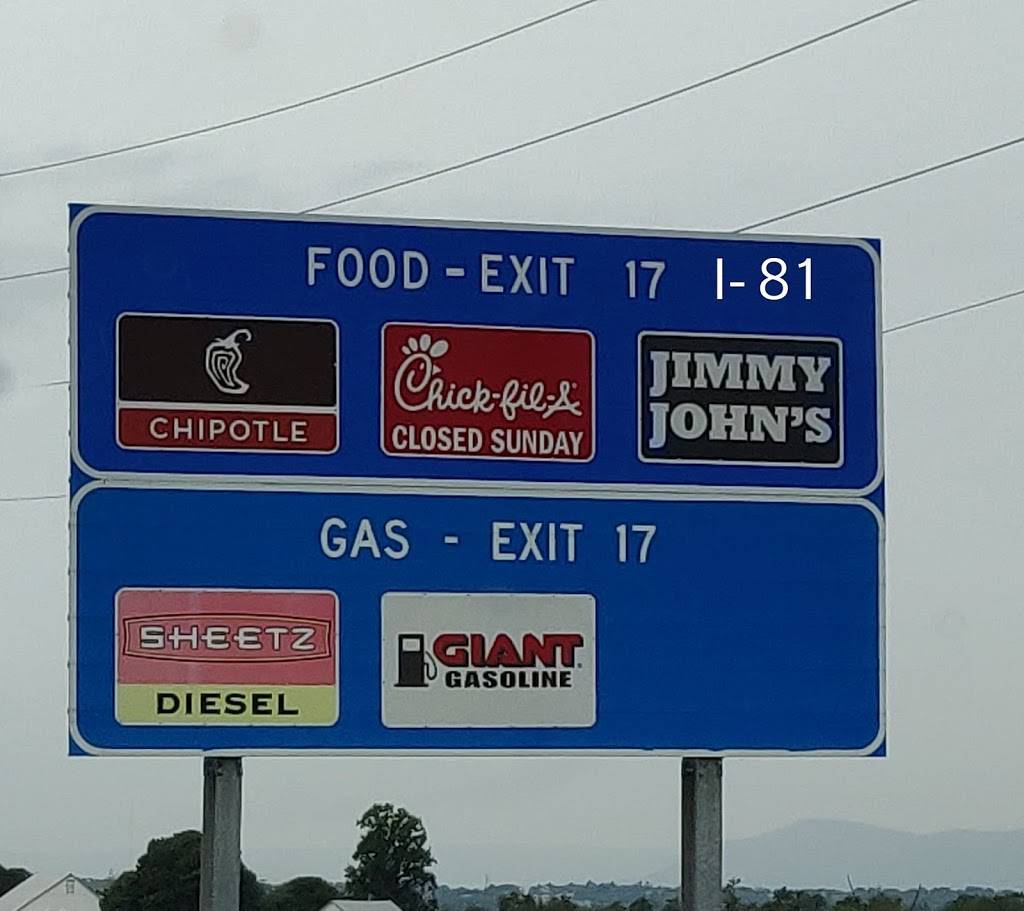 FOOD - EXIT 17 I-81
CHIPOTLE
Chick-fil-A
CLOSED SUNDAY
JIMMY
JOHN'S
GAS - EXIT 17
SHEETZ
DIESEL
GIANT
GASOLINE